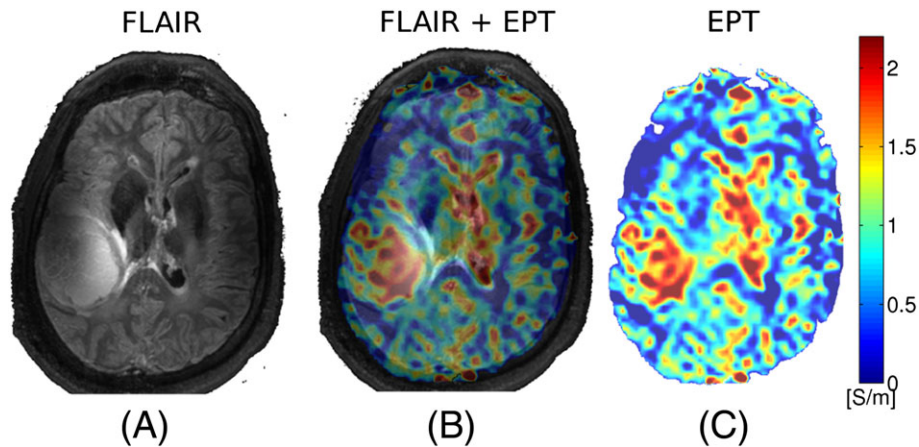 FLAIR
FLAIR + EPT
EPT
2
1.5
1
0.5
0
[S/m]
(A)
(B)
(C)